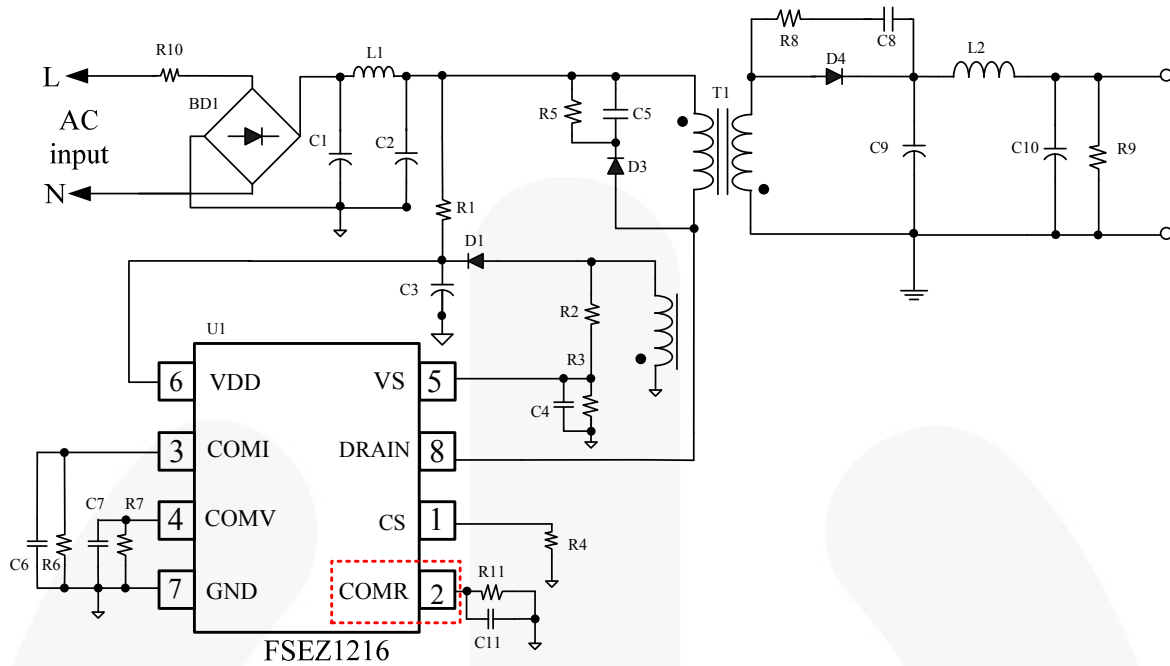 R10
L
AC
input
N
BD1
L1
C1
C2
R5
C5
D3
T1
R8
C8
D4
L2
C9
C10
R9
R1
D1
C3
R2
R3
C4
U1
6
VDD
VS
5
3
COMI
DRAIN
8
4
COMV
CS
1
7
GND
COMR
2
C6
R6
C7
R7
R4
R11
C11
FSEZ1216